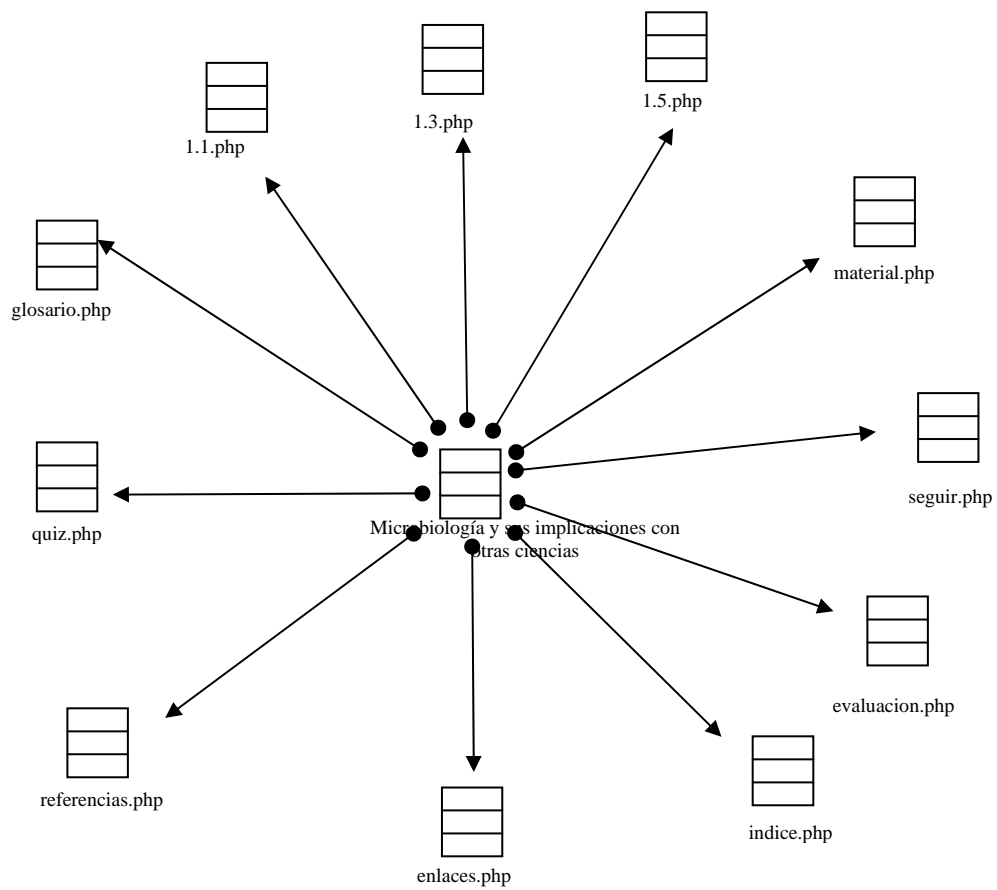 1.5.php
1.3.php
1.1.php
material.php
glosario.php
seguir.php
Microbiología y sus implicaciones con
otras ciencias
quiz.php
evaluacion.php
referencias.php
indice.php
enlaces.php